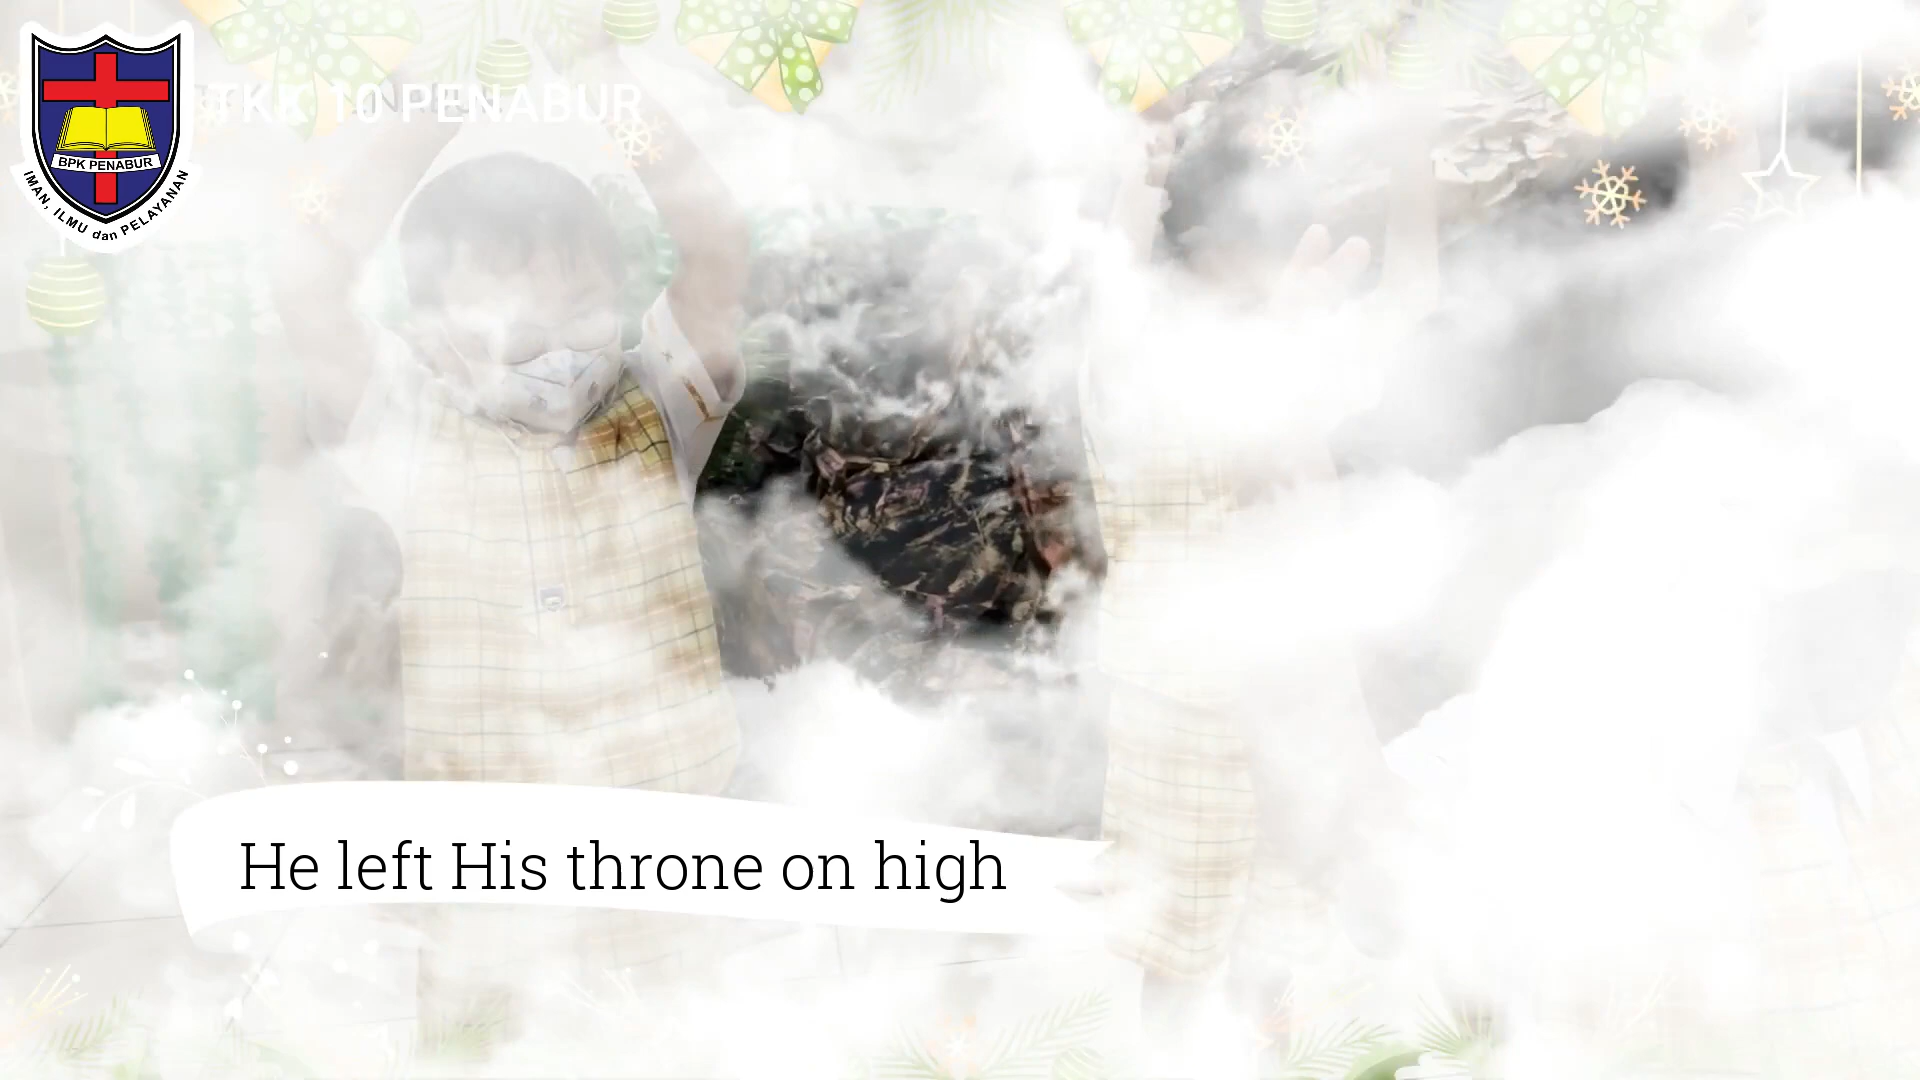 TKK 10 PENABUR
BPK PENABUR
IMAN, ILMU dan PELAYANAN
He left His throne on high